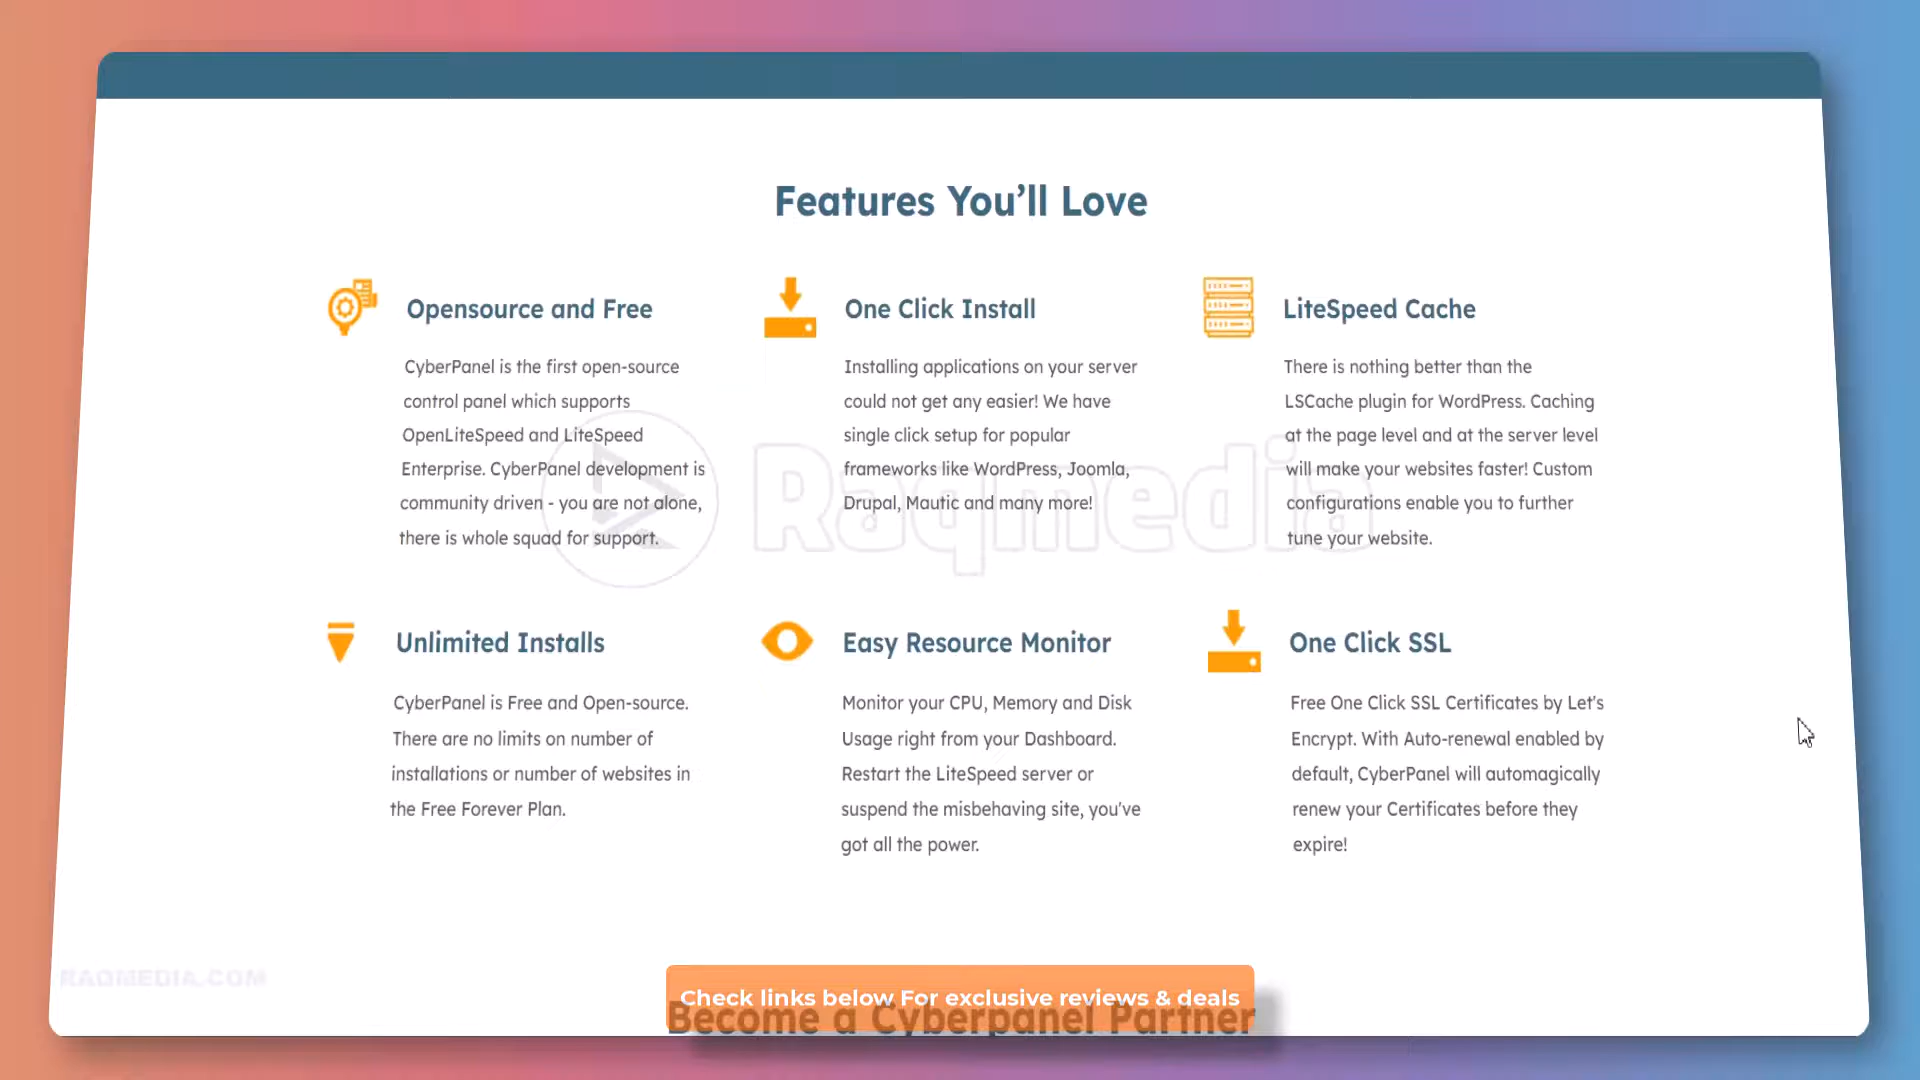 Features You’ll Love
Opensource and Free
CyberPanel is the first open-source
control panel which supports
OpenLiteSpeed and LiteSpeed
Enterprise. CyberPanel development is
community driven - you are not alone,
there is whole squad for support.
One Click Install
Installing applications on your server
could not get any easier! We have
single click setup for popular
frameworks like WordPress, Joomla,
Drupal, Mautic and many more!
LiteSpeed Cache
There is nothing better than the
LSCache plugin for WordPress. Caching
at the page level and at the server level
will make your websites faster! Custom
configurations enable you to further
tune your website.
Raqmedia
Unlimited Installs
CyberPanel is Free and Open-source.
There are no limits on number of
installations or number of websites in
the Free Forever Plan.
Easy Resource Monitor
Monitor your CPU, Memory and Disk
Usage right from your Dashboard.
Restart the LiteSpeed server or
suspend the misbehaving site, you've
got all the power.
One Click SSL
Free One Click SSL Certificates by Let's
Encrypt. With Auto-renewal enabled by
default, CyberPanel will automagically
renew your Certificates before they
expire!
RAQMEDIA.COM
Check links below For exclusive reviews & deals
Become a Cyberpanel Partner